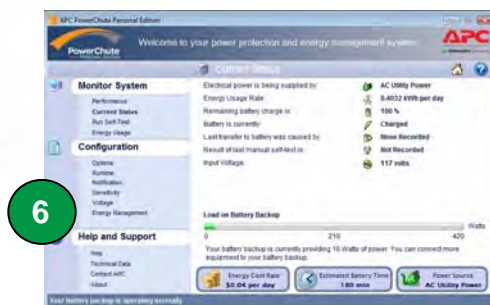 APC PowerChute Personal Edition
PowerChute
Welcome to your power protection and energy management system
APC
Current Status
Monitor System
Performance
Current Status
Run Self-Test
Energy Usage
Configuration
Options
Runtime
Notification
Sensitivity
Voltage
Energy Management
6
Help and Support
Help
Technical Data
Contact APC
About
Electrical power is being supplied by: AC Utility Power
Energy Usage Rate: 0.4032 kWh per day
Remaining battery charge is: 100 %
Battery is currently: Charged
Last transfer to battery was caused by: None Recorded
Result of last manual self-test is: Not Recorded
Input Voltage: 117 volts
Load on Battery Backup
Watts
0 210 420
Your battery backup is currently providing 16 Watts of power. You can connect more
equipment to your battery backup.
Energy Cost Rate
$0.04 per day
Estimated Battery Time
180 min
Power Source
AC Utility Power
Your battery backup is operating normally